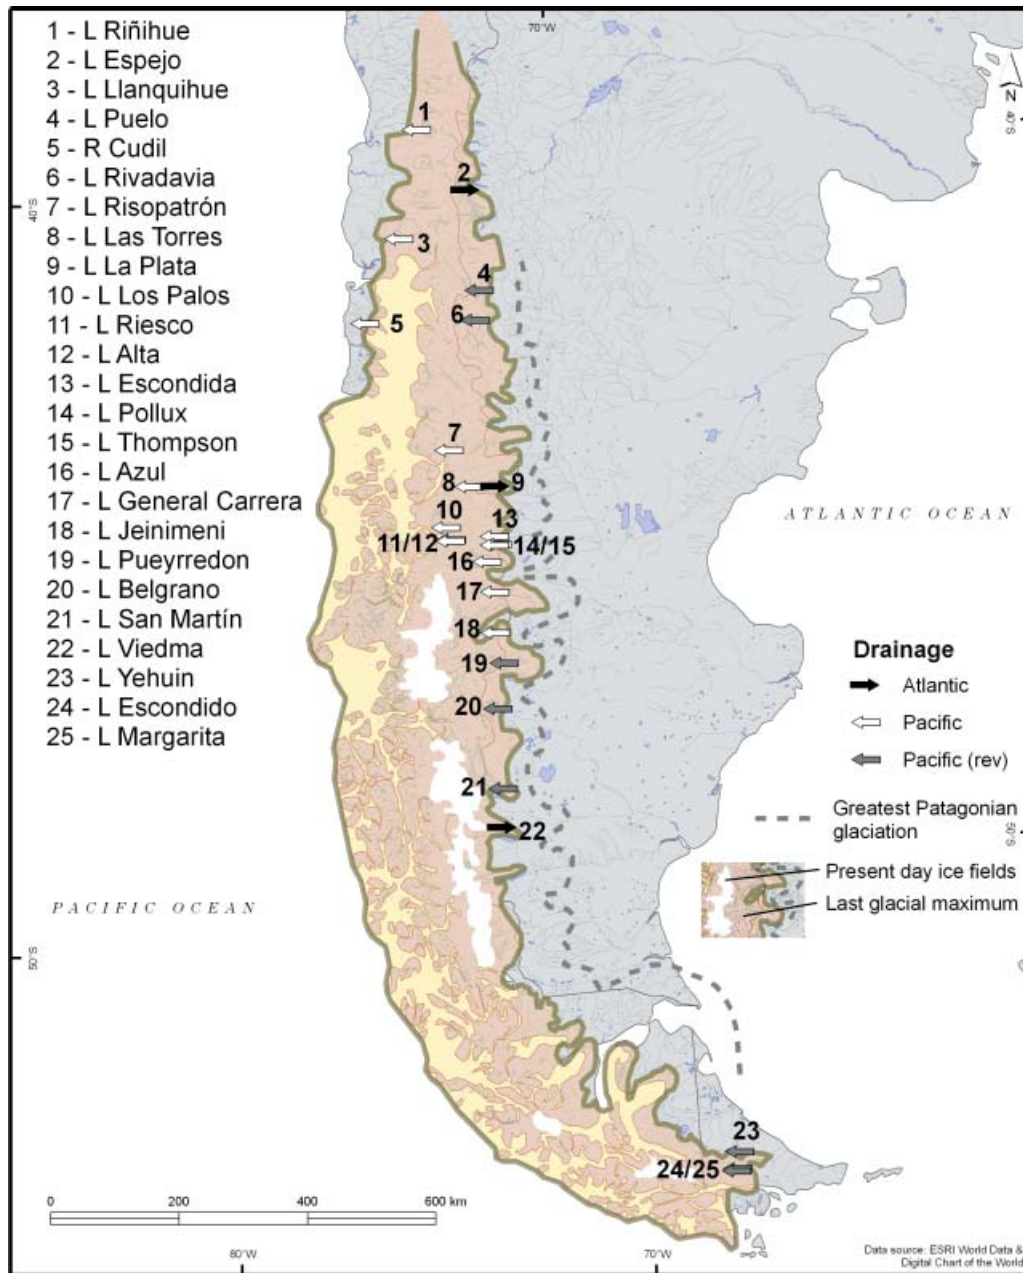 1 - L Riñihue
2 - L Espejo
3 - L Llanquihue
4 - L Puelo
5 - R Cudil
6 - L Rivadavia
7 - L Risopatrón
8 - L Las Torres
9 - L La Plata
10 - L Los Palos
11 - L Riesco
12 - L Alta
13 - L Escondida
14 - L Pollux
15 - L Thompson
16 - L Azul
17 - L General Carrera
18 - L Jeinimeni
19 - L Pueyrredon
20 - L Belgrano
21 - L San Martín
22 - L Viedma
23 - L Yehuin
24 - L Escondido
25 - L Margarita
70°W
N
40°S
40°S
1
2
3
4
5
6
7
8
9
10
13
11/12
14/15
16
17
18
19
20
21
22
23
24/25
ATLANTIC OCEAN
PACIFIC OCEAN
Drainage
Atlantic
Pacific
Pacific (rev)
Greatest Patagonian
glaciation
Present day ice fields
Last glacial maximum
50°S
50°S
0 200 400 600 km
80°W
70°W
Data source: ESRI World Data &
Digital Chart of the World